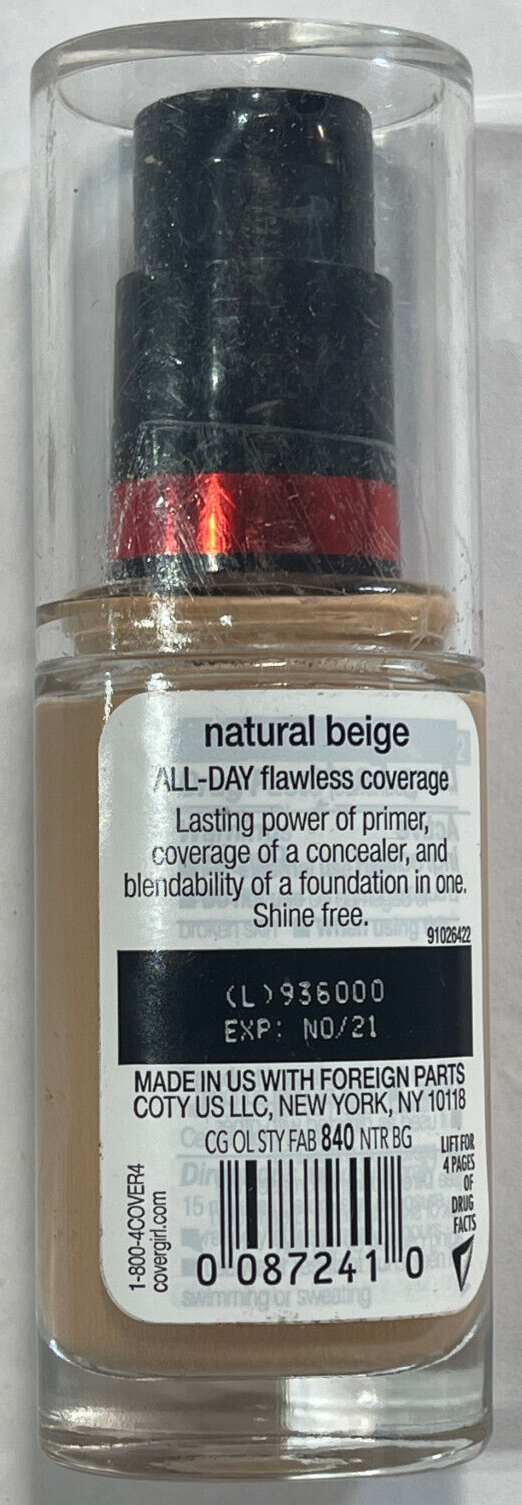 natural beige
ALL-DAY flawless coverage
Lasting power of primer,
coverage of a concealer, and
blendability of a foundation in one.
Shine free.
91026422
(L)936000
EXP: NO/21
MADE IN US WITH FOREIGN PARTS
COTY US LLC, NEW YORK, NY 10118
CG OL STY FAB 840 NTR BG
LIFT FOR
4 PAGES
OF
DRUG
FACTS
1-800-4COVER4
covergirl.com
0 087241 0
swimming or sweating